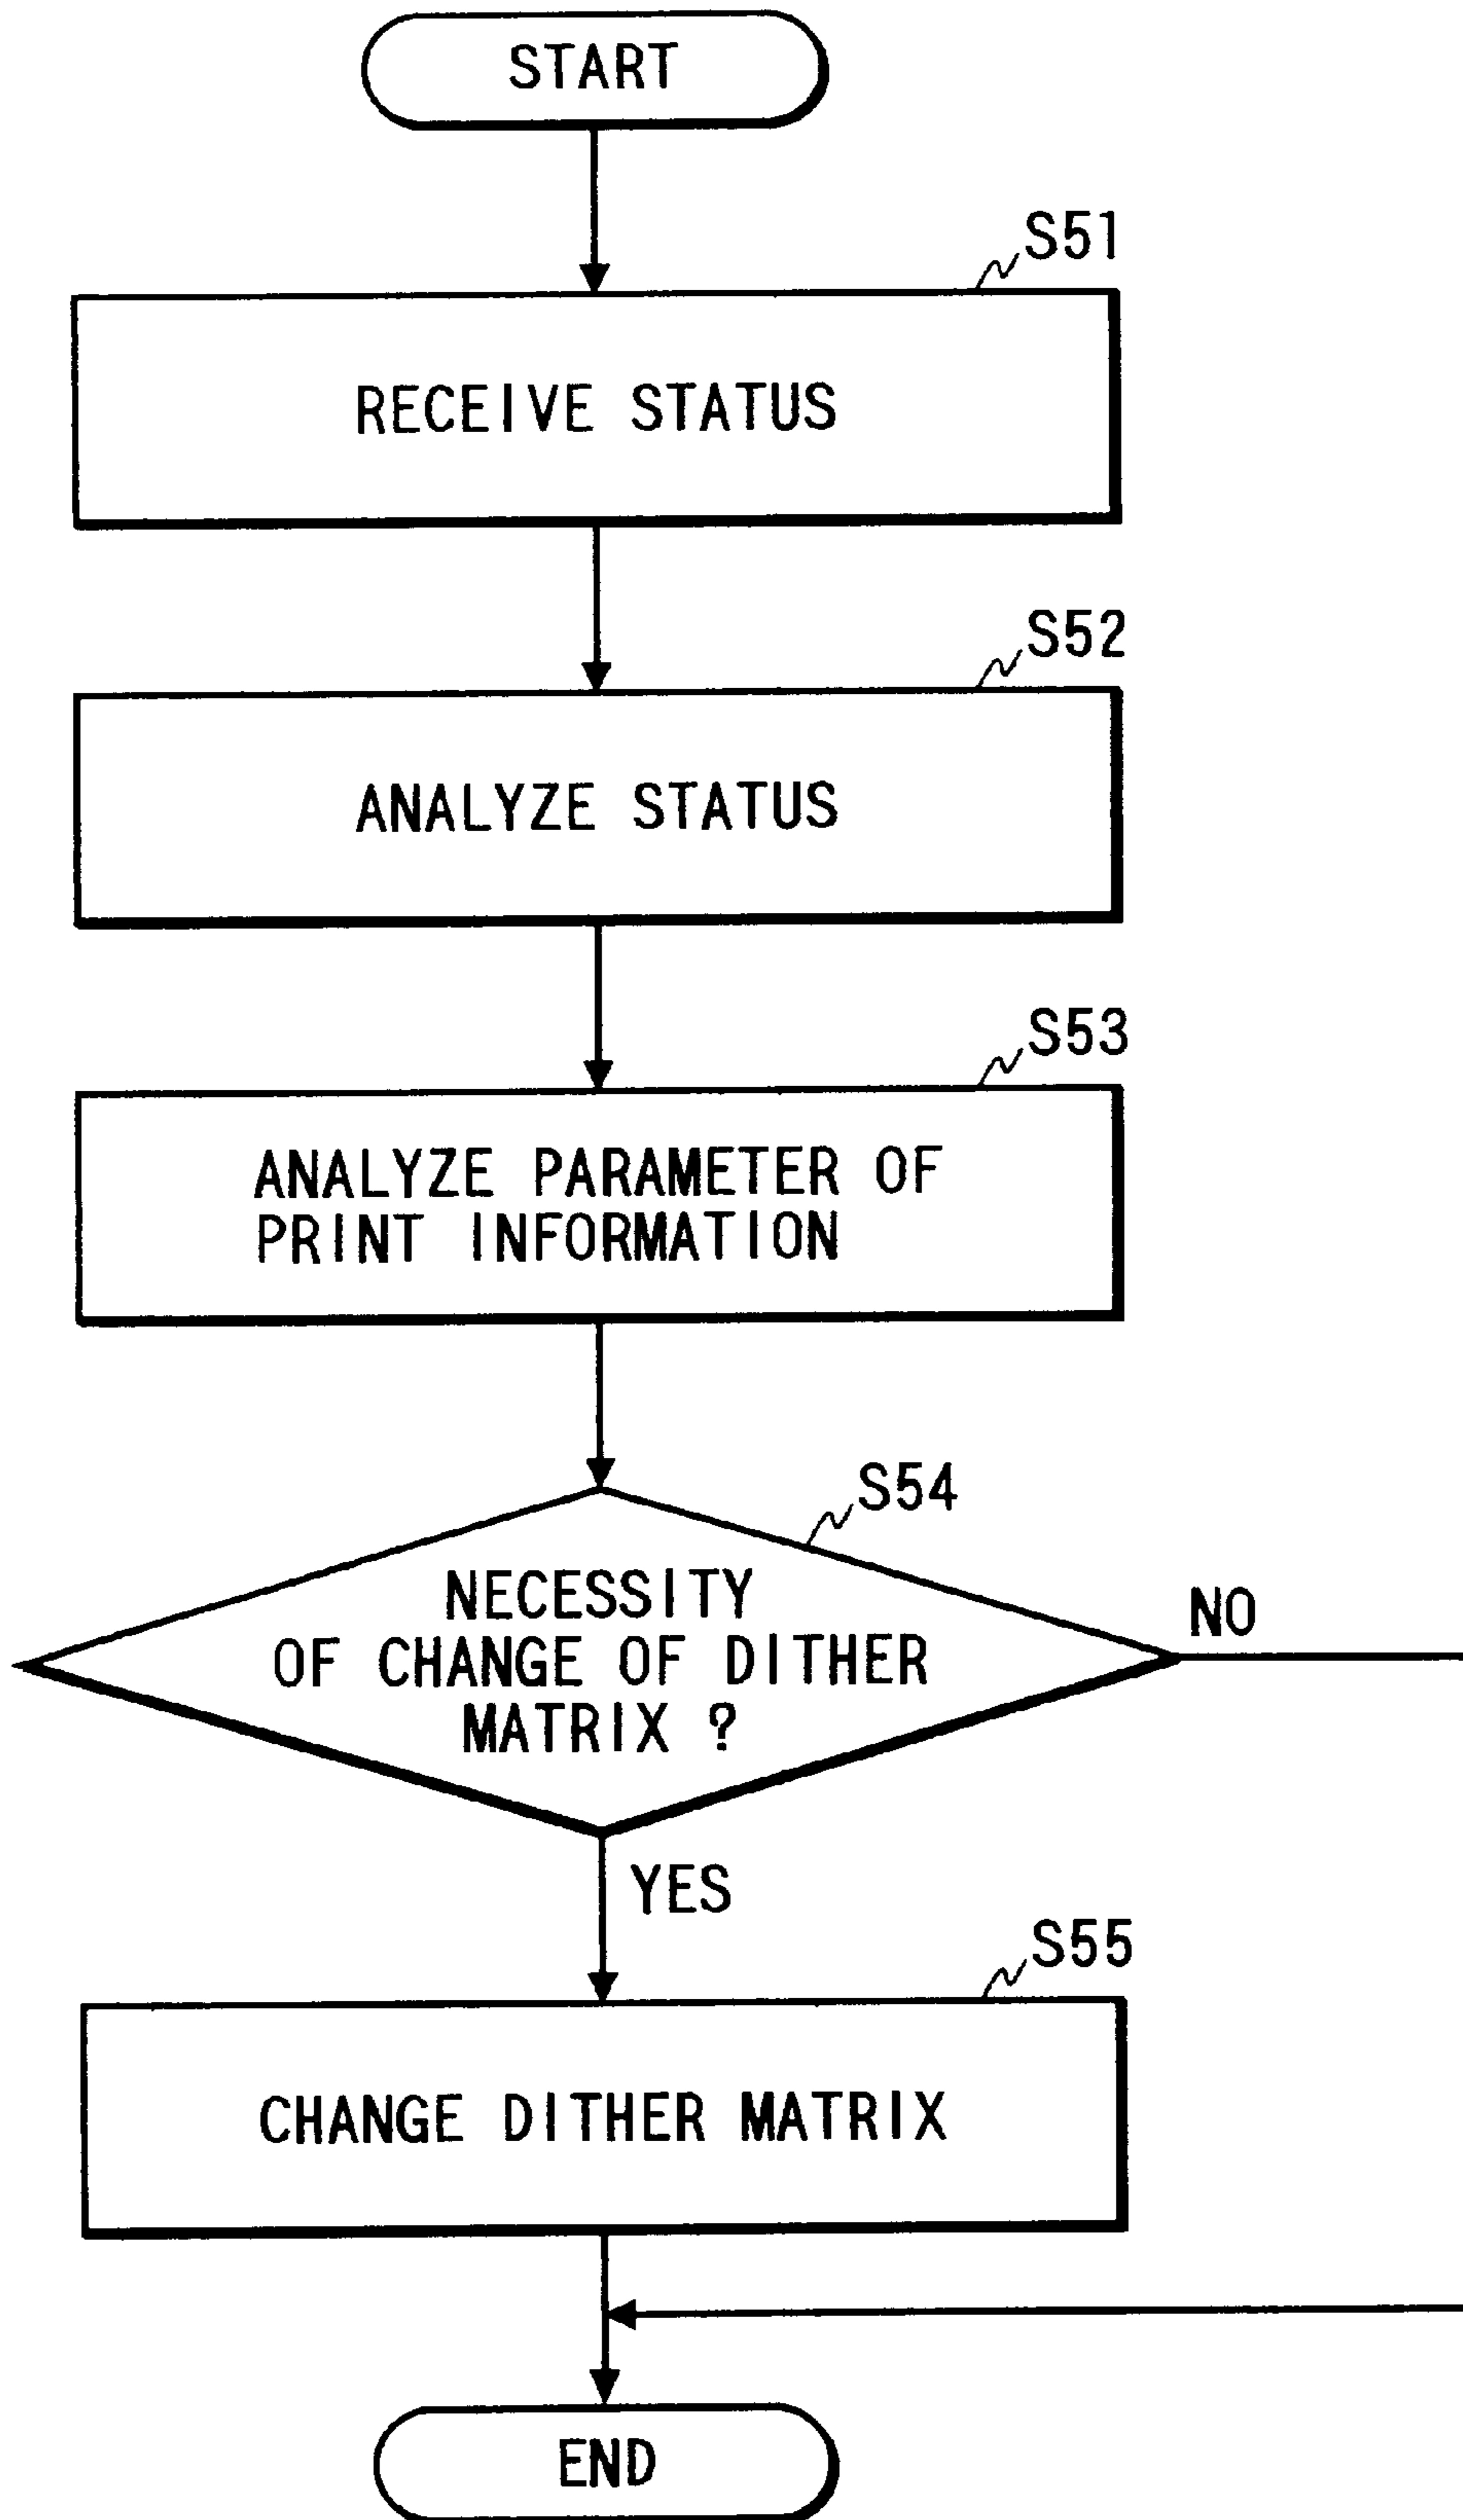 START
S51
RECEIVE STATUS
S52
ANALYZE STATUS
S53
ANALYZE PARAMETER OF
PRINT INFORMATION
S54
NECESSITY
OF CHANGE OF DITHER
MATRIX ?
NO
YES
S55
CHANGE DITHER MATRIX
END